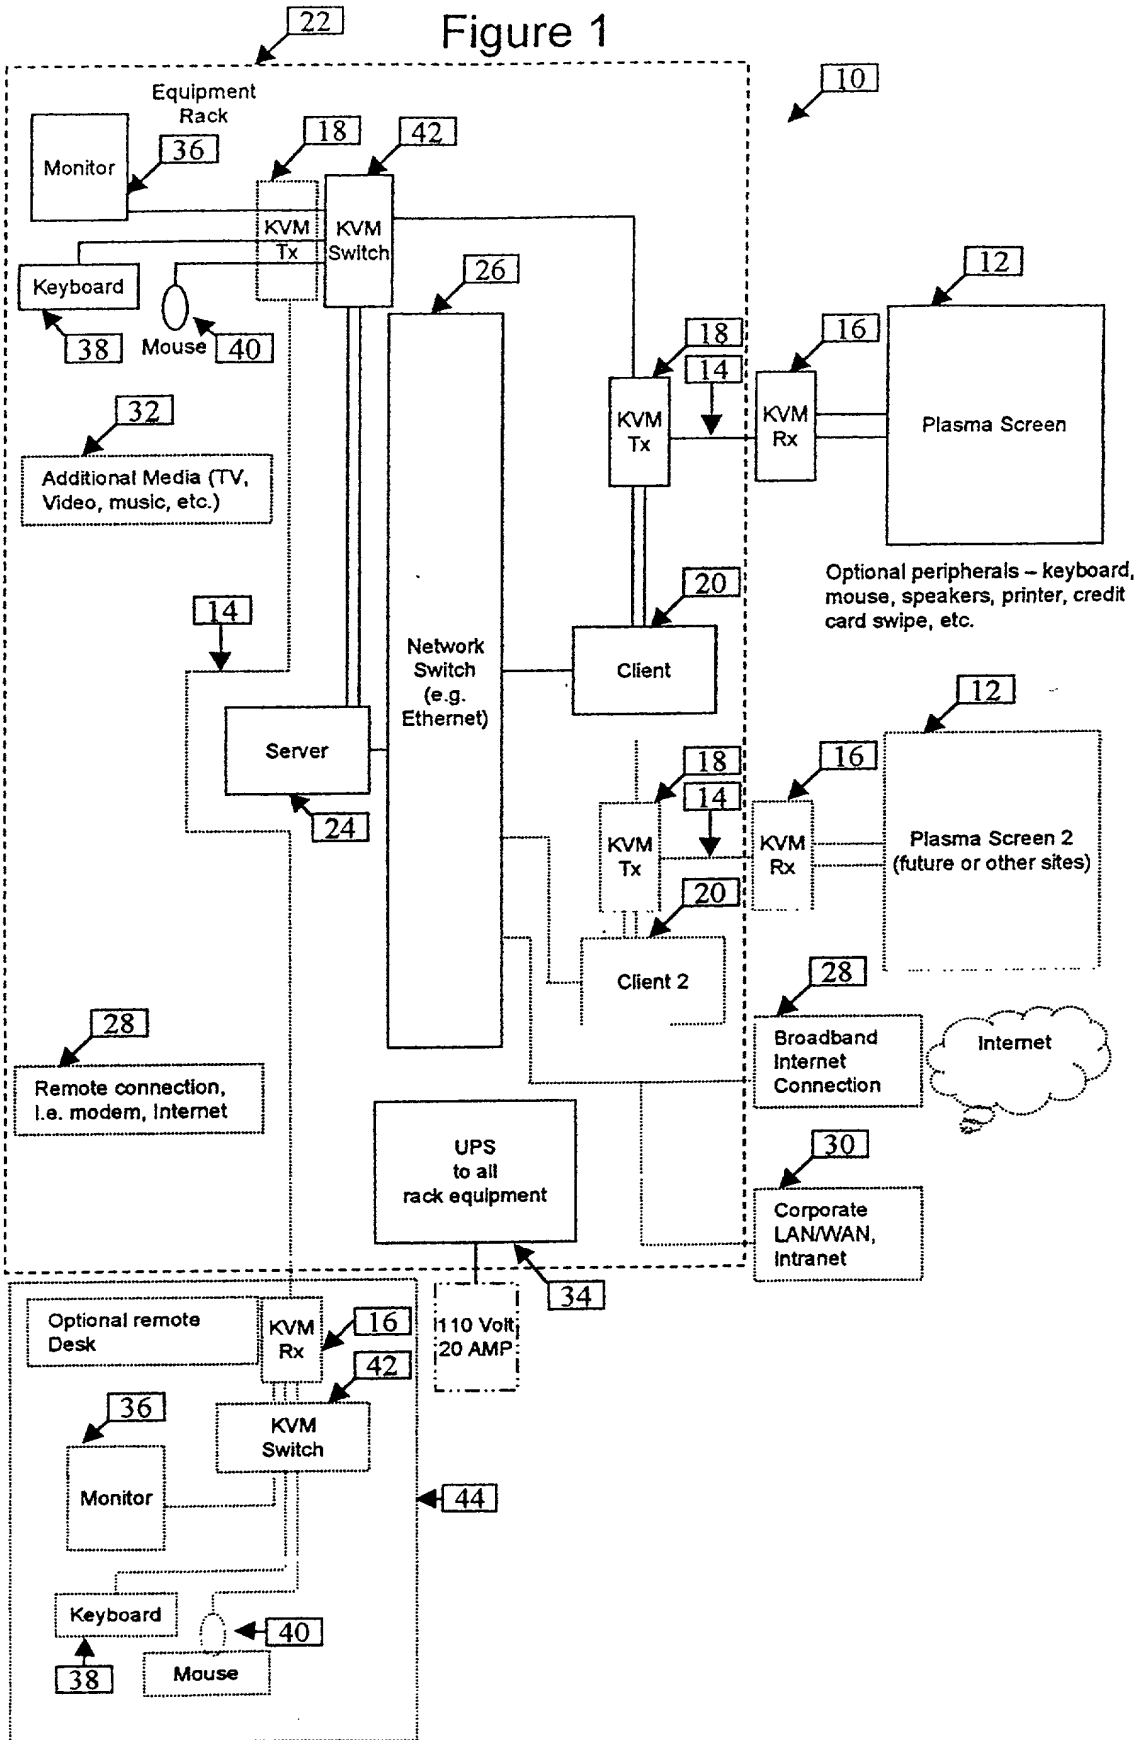 Figure 1
22
10
Equipment
Rack
Monitor
36
18
42
KVM
Tx
KVM
Switch
Keyboard
38
Mouse
40
26
12
18
14
16
KVM
Tx
KVM
Rx
Plasma Screen
32
Additional Media (TV,
Video, music, etc.)
Optional peripherals – keyboard,
mouse, speakers, printer, credit
card swipe, etc.
14
20
Network
Switch
(e.g.
Ethernet)
Client
12
Server
24
18
14
16
KVM
Tx
KVM
Rx
Plasma Screen 2
(future or other sites)
20
Client 2
28
Broadband
Internet
Connection
Internet
28
Remote connection,
I.e. modem, Internet
UPS
to all
rack equipment
34
30
Corporate
LAN/WAN,
Intranet
110 Volt
20 AMP
Optional remote
Desk
KVM
Rx
16
42
KVM
Switch
36
Monitor
44
Keyboard
38
40
Mouse